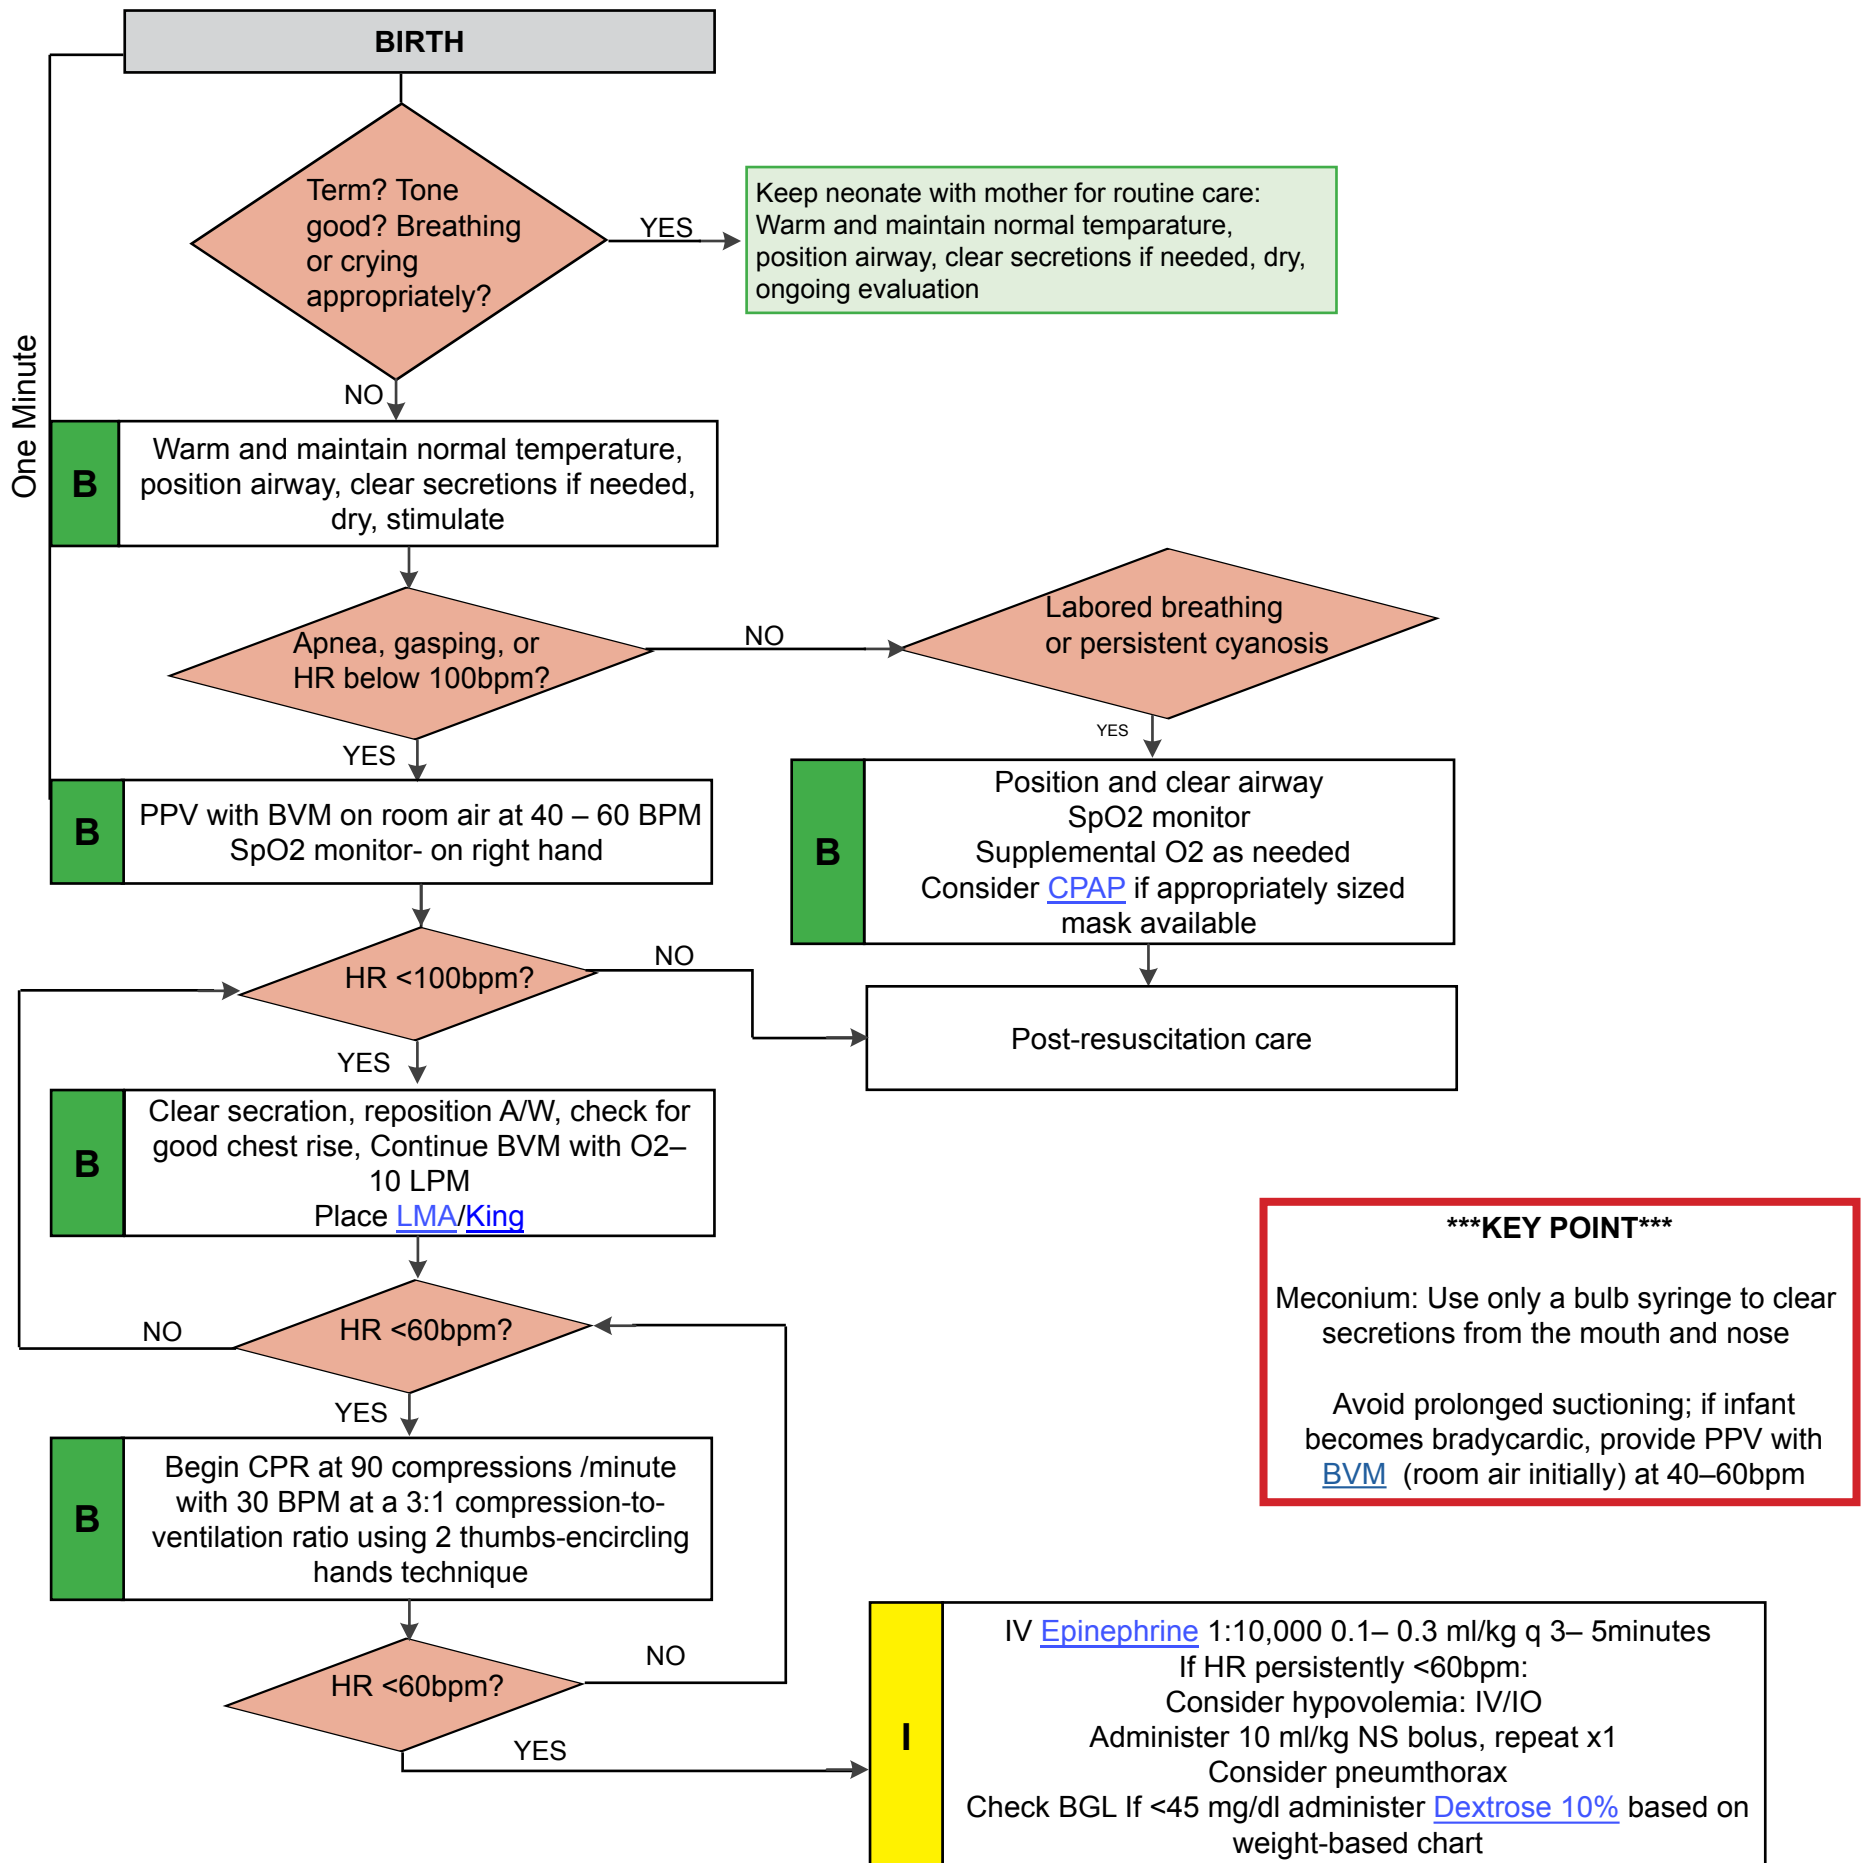 BIRTH
Term? Tone
good? Breathing
or crying
appropriately?
YES
Keep neonate with mother for routine care:
Warm and maintain normal temparature,
position airway, clear secretions if needed, dry,
ongoing evaluation
One Minute
NO
B
Warm and maintain normal temperature,
position airway, clear secretions if needed,
dry, stimulate
Apnea, gasping, or
HR below 100bpm?
NO
Labored breathing
or persistent cyanosis
YES
YES
B
PPV with BVM on room air at 40 – 60 BPM
SpO2 monitor- on right hand
B
Position and clear airway
SpO2 monitor
Supplemental O2 as needed
Consider CPAP if appropriately sized
mask available
HR <100bpm?
NO
Post-resuscitation care
YES
B
Clear secration, reposition A/W, check for
good chest rise, Continue BVM with O2–
10 LPM
Place LMA/King
HR <60bpm?
NO
YES
***KEY POINT***
Meconium: Use only a bulb syringe to clear
secretions from the mouth and nose
Avoid prolonged suctioning; if infant
becomes bradycardic, provide PPV with
BVM (room air initially) at 40–60bpm
B
Begin CPR at 90 compressions /minute
with 30 BPM at a 3:1 compression-to-
ventilation ratio using 2 thumbs-encircling
hands technique
HR <60bpm?
NO
YES
I
IV Epinephrine 1:10,000 0.1– 0.3 ml/kg q 3– 5minutes
If HR persistently <60bpm:
Consider hypovolemia: IV/IO
Administer 10 ml/kg NS bolus, repeat x1
Consider pneumthorax
Check BGL If <45 mg/dl administer Dextrose 10% based on
weight-based chart